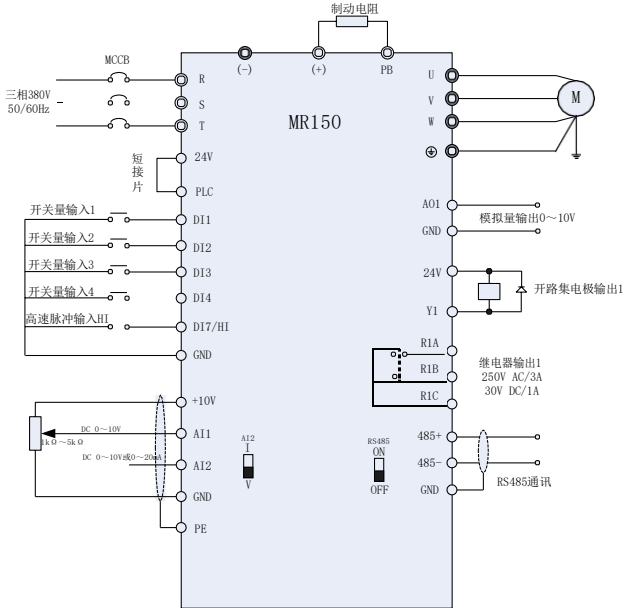 制动电阻
(-)
(+)
PB
MCCB
三相380V
50/60Hz
R
S
T
MR150
U
V
W
M
短接片
24V
PLC
开关量输入1
DI1
开关量输入2
DI2
开关量输入3
DI3
开关量输入4
DI4
高速脉冲输入HI
DI7/HI
GND
AO1
模拟量输出0～10V
GND
24V
开路集电极输出1
Y1
R1A
R1B
R1C
继电器输出1
250V AC/3A
30V DC/1A
+10V
DC 0～10V
AI1
1kΩ～5kΩ
DC 0～10V或0～20mA
AI2
GND
PE
AI2
I
V
RS485
ON
OFF
485+
485-
GND
RS485通讯